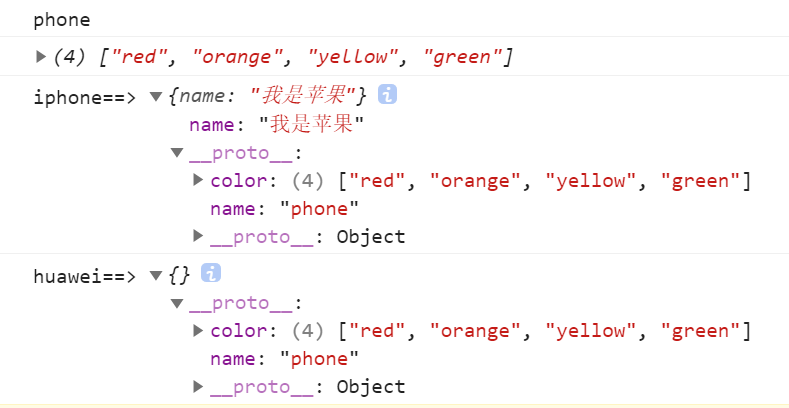 phone
(4) ["red", "orange", "yellow", "green"]
iphone==> {name: "我是苹果"} i
name: "我是苹果"
__proto__:
color: (4) ["red", "orange", "yellow", "green"]
name: "phone"
__proto__: Object
huawei==> {} i
__proto__:
color: (4) ["red", "orange", "yellow", "green"]
name: "phone"
__proto__: Object